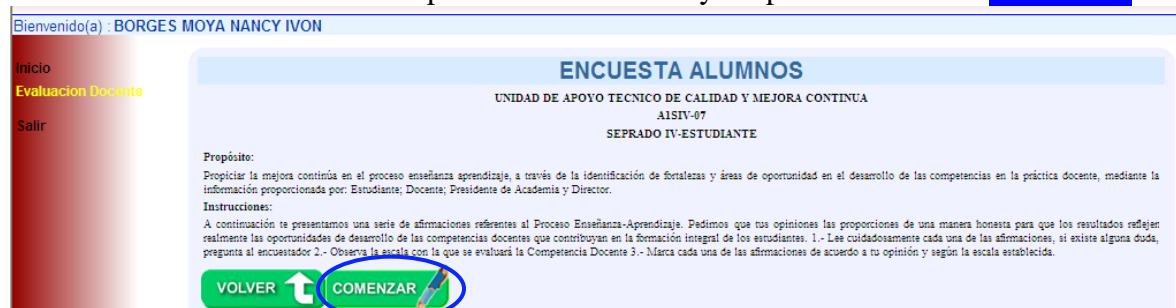 Bienvenido(a) : BORGES MOYA NANCY IVON
Inicio
Evaluacion Docente
Salir
ENCUESTA ALUMNOS
UNIDAD DE APOYO TECNICO DE CALIDAD Y MEJORA CONTINUA
A1SIV-07
SEPRADO IV-ESTUDIANTE
Propósito:
Propiciar la mejora continúa en el proceso enseñanza aprendizaje, a través de la identificación de fortalezas y áreas de oportunidad en el desarrollo de las competencias en la práctica docente, mediante la
información proporcionada por: Estudiante; Docente; Presidente de Academia y Director.
Instrucciones:
A continuación te presentamos una serie de afirmaciones referentes al Proceso Enseñanza-Aprendizaje. Pedimos que tus opiniones las proporciones de una manera honesta para que los resultados reflejen
realmente las oportunidades de desarrollo de las competencias docentes que contribuyan en la formación integral de los estudiantes. 1.- Lee cuidadosamente cada una de las afirmaciones, si existe alguna duda,
pregunta al encuestador 2.- Observa la escala con la que se evaluará la Competencia Docente 3.- Marca cada una de las afirmaciones de acuerdo a tu opinión y según la escala establecida.
VOLVER COMENZAR